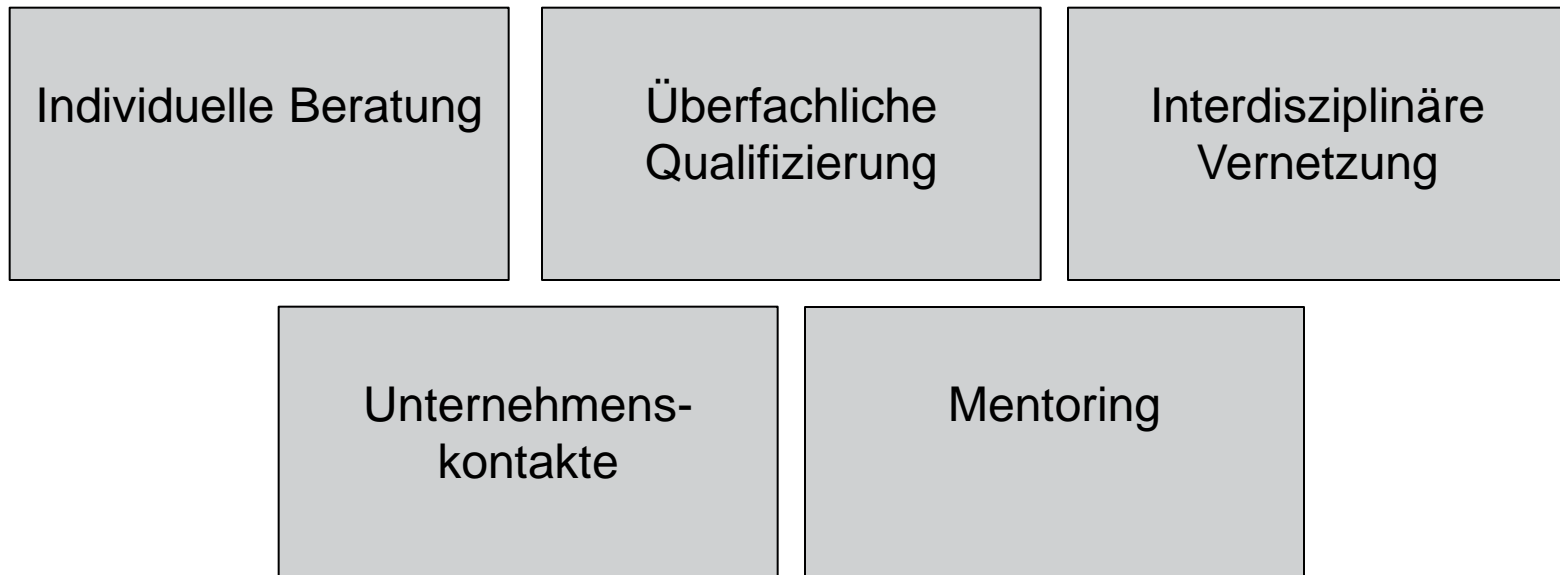 Individuelle Beratung
Überfachliche
Qualifizierung
Interdisziplinäre
Vernetzung
Unternehmens-
kontakte
Mentoring